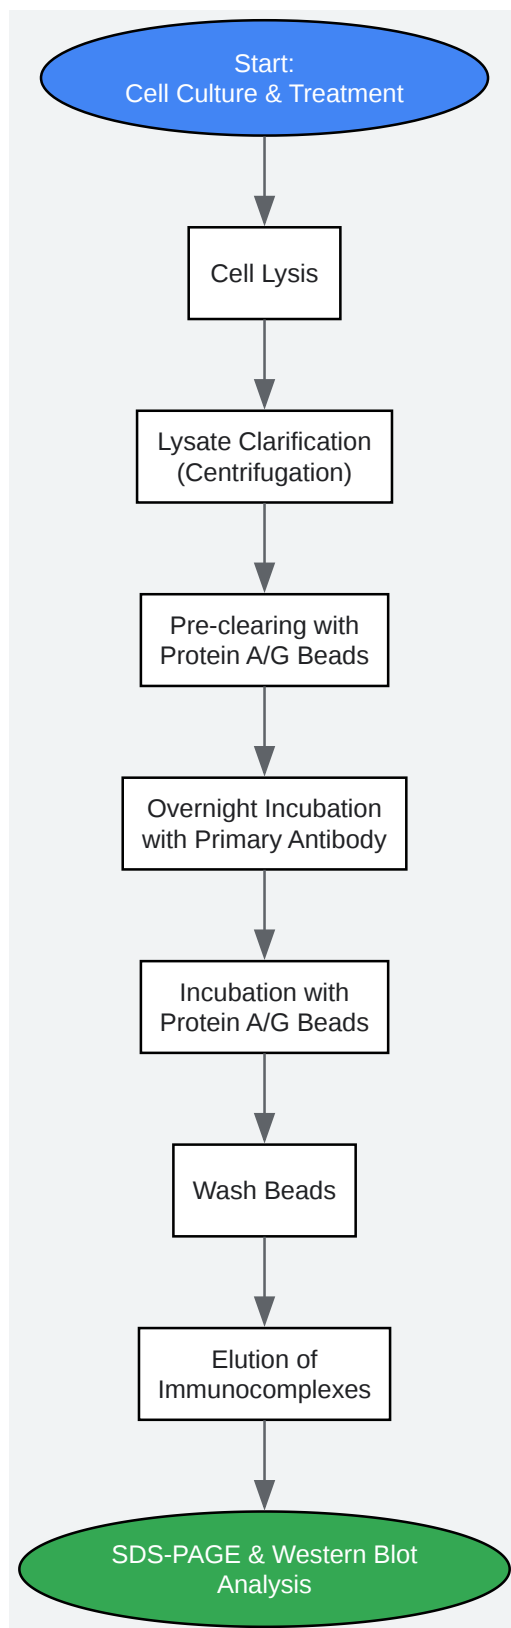 Start:
Cell Culture & Treatment
Cell Lysis
Lysate Clarification
(Centrifugation)
Pre-clearing with
Protein A/G Beads
Overnight Incubation
with Primary Antibody
Incubation with
Protein A/G Beads
Wash Beads
Elution of
Immunocomplexes
SDS-PAGE & Western Blot
Analysis